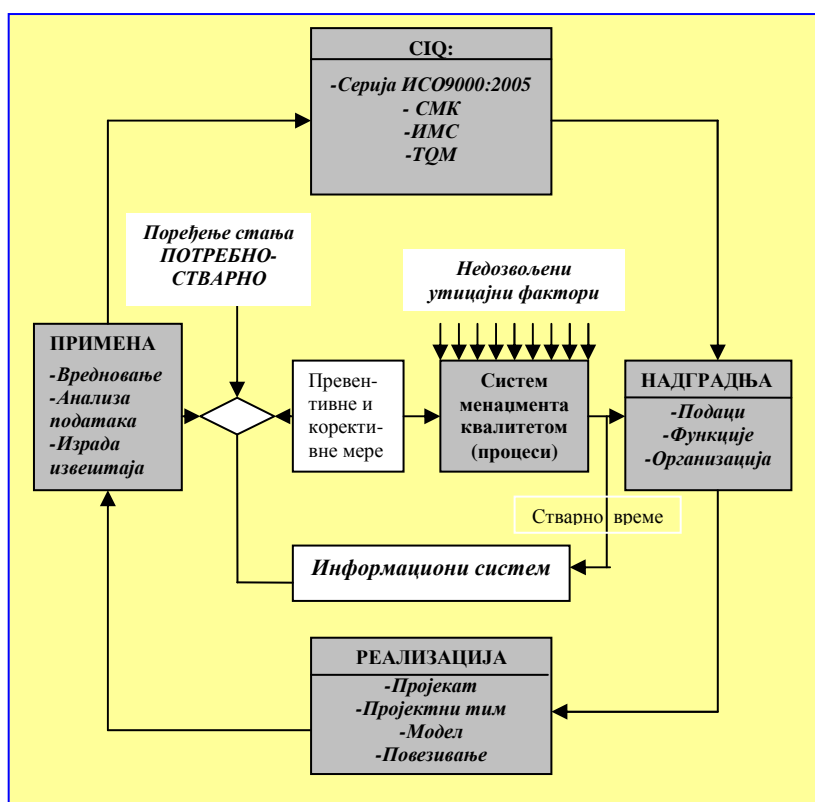 CIQ:
-Серија ИСО9000:2005
- СМК
-ИМС
-TQM
Поређење стања
ПОТРЕБНО-
СТВАРНО
Недозвољени
утицајни фактори
ПРИМЕНА
-Вредновање
-Анализа
података
-Израда
извештаја
Превен-
тивне и
коректи-
вне мере
Систем
менаџмента
квалитетом
(процеси)
НАДГРАДЊА
-Подаци
-Функције
-Организација
Стварно време
Информациони систем
РЕАЛИЗАЦИЈА
-Пројекат
-Пројектни тим
-Модел
-Повезивање